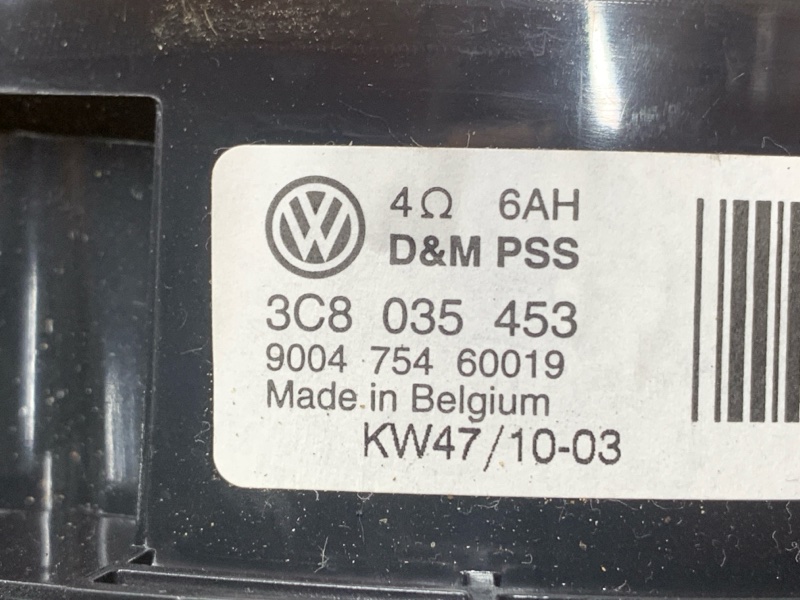 4Ω 6AH
D&M PSS
3C8 035 453
9004 754 60019
Made in Belgium
KW47/10-03